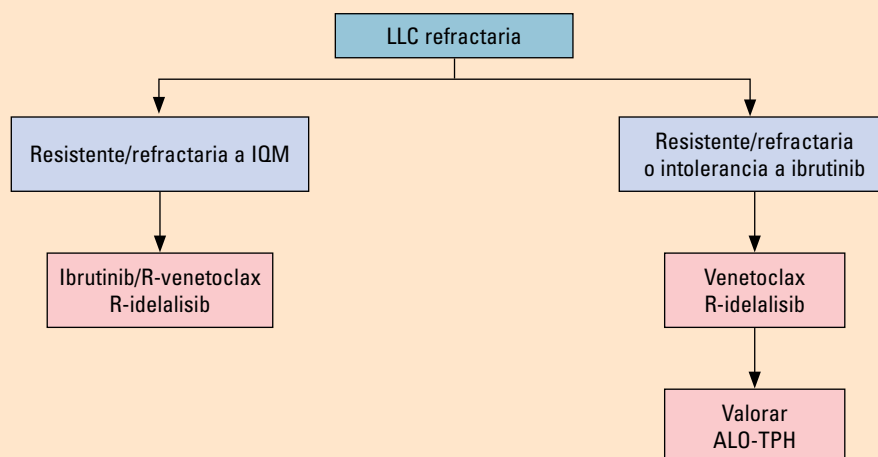 LLC refractaria
Resistente/refractaria a IQM
Resistente/refractaria
o intolerancia a ibrutinib
Ibrutinib/R-venetoclax
R-idelalisib
Venetoclax
R-idelalisib
Valorar
ALO-TPH